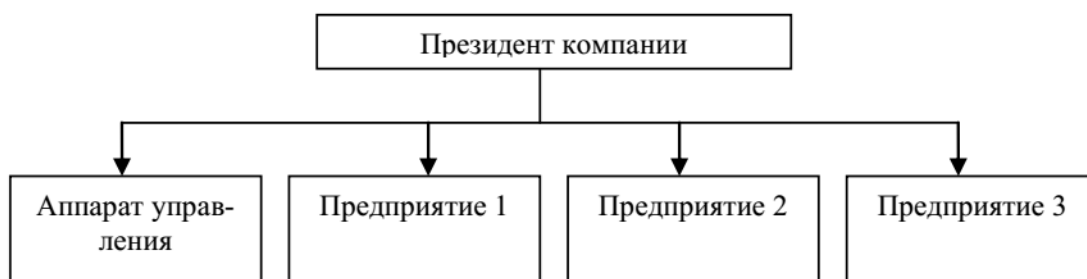 Президент компании
Аппарат управ-
ления
Предприятие 1
Предприятие 2
Предприятие 3